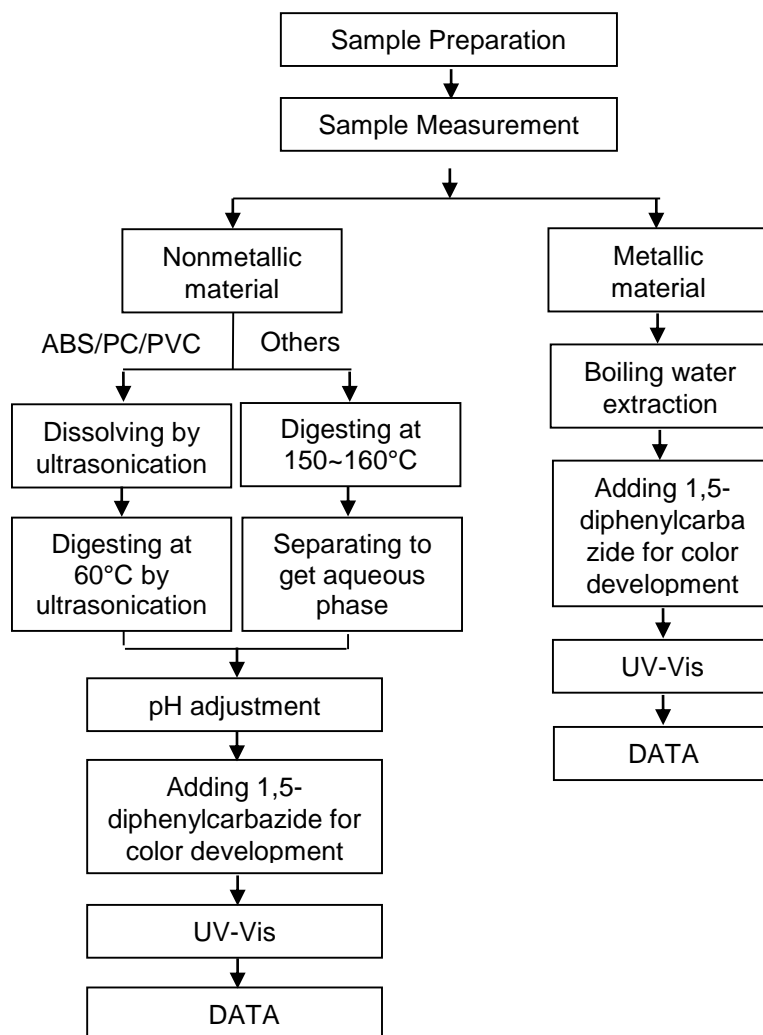 Sample Preparation
Sample Measurement
Nonmetallic
material
Metallic
material
ABS/PC/PVC
Others
Boiling water
extraction
Dissolving by
ultrasonication
Digesting at
150~160°C
Adding 1,5-
diphenylcarba
zide for color
development
Digesting at
60°C by
ultrasonication
Separating to
get aqueous
phase
UV-Vis
pH adjustment
DATA
Adding 1,5-
diphenylcarbazide for
color development
UV-Vis
DATA